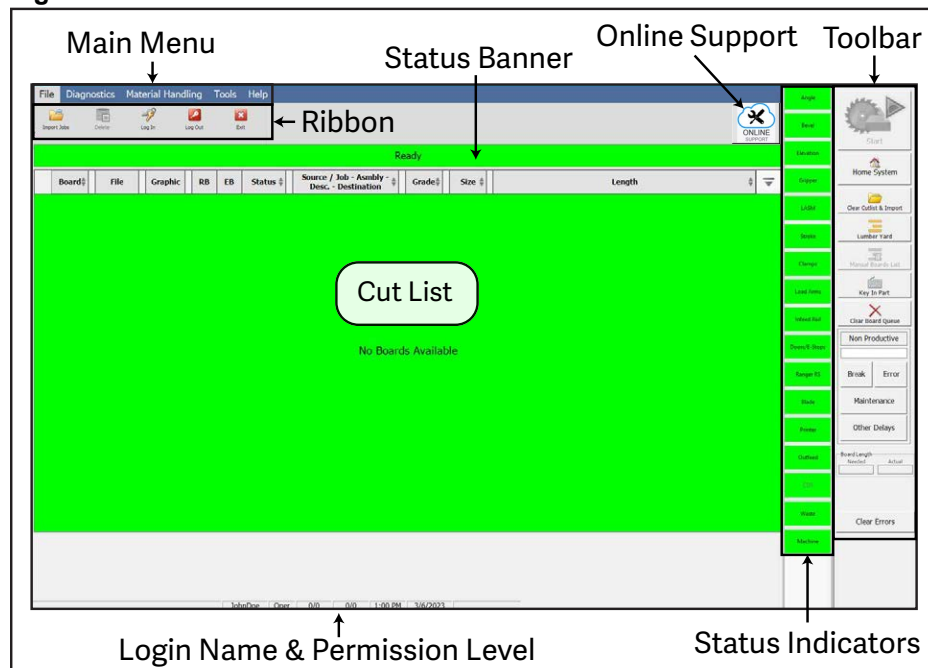 Main Menu
Status Banner
Online Support
Toolbar
File Diagnostics Material Handling Tools Help
Import Jobs Delete Log In Log Out Exit
Ribbon
ONLINE
SUPPORT
Ready
Board File Graphic RB EB Status Source / Job - Asmbly - Desc. - Destination Grade Size Length
Cut List
No Boards Available
Angle
Bevel
Elevation
Gripper
LASM
Clamps
Load Arms
Infeed Rail
Doors/E-Stops
Ranger RS
Blade
Printer
Outfeed
Waste
Machine
Start
Home System
Clear Cutlist & Import
Lumber Yard
Manual Boards List
Key In Part
Clear Board Queue
Non Productive
Break Error
Maintenance
Other Delays
Board Length
Needed Actual
Clear Errors
JohnDoe Oper 0/0 0/0 1:00 PM 3/6/2023
Login Name & Permission Level
Status Indicators